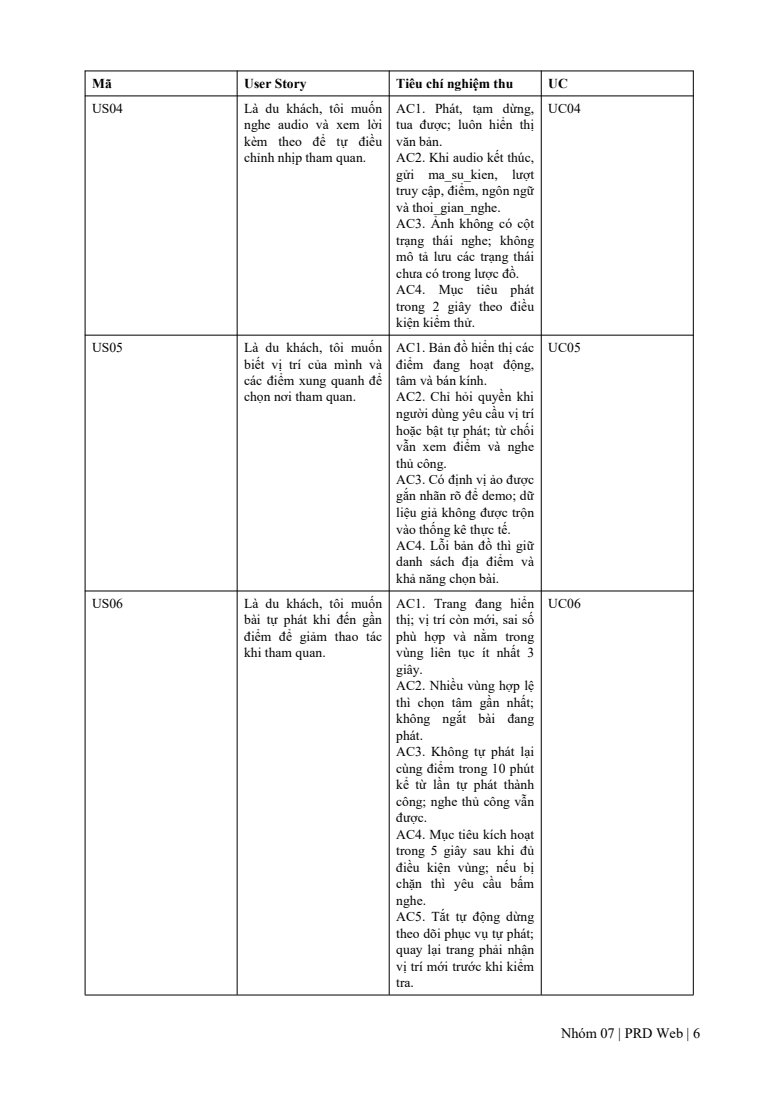 Mã User Story Tiêu chí nghiệm thu UC
US04
Là du khách, tôi muốn
nghe audio và xem lời
kèm theo để tự điều
chỉnh nhịp tham quan.
AC1. Phát, tạm dừng,
tua được; luôn hiển thị
văn bản.
AC2. Khi audio kết thúc,
gửi ma_su_kien, lượt
truy cập, điểm, ngôn ngữ
và thoi_gian_nghe.
AC3. Ảnh không có cột
trạng thái nghe; không
mô tả lưu các trạng thái
chưa có trong lược đồ.
AC4. Mục tiêu phát
trong 2 giây theo điều
kiện kiểm thử.
UC04
US05
Là du khách, tôi muốn
biết vị trí của mình và
các điểm xung quanh để
chọn nơi tham quan.
AC1. Bản đồ hiển thị các
điểm đang hoạt động,
tâm và bán kính.
AC2. Chỉ hỏi quyền khi
người dùng yêu cầu vị trí
hoặc bật tự phát; từ chối
vẫn xem điểm và nghe
thủ công.
AC3. Có định vị ảo được
gắn nhãn rõ để demo; dữ
liệu giả không được trộn
vào thống kê thực tế.
AC4. Lỗi bản đồ thì giữ
danh sách địa điểm và
khả năng chọn bài.
UC05
US06
Là du khách, tôi muốn
bài tự phát khi đến gần
điểm để giảm thao tác
khi tham quan.
AC1. Trang đang hiển
thị; vị trí còn mới, sai số
phù hợp và nằm trong
vùng liên tục ít nhất 3
giây.
AC2. Nhiều vùng hợp lệ
thì chọn tâm gần nhất;
không ngắt bài đang
phát.
AC3. Không tự phát lại
cùng điểm trong 10 phút
kể từ lần tự phát thành
công; nghe thủ công vẫn
được.
AC4. Mục tiêu kích hoạt
trong 5 giây sau khi đủ
điều kiện vùng; nếu bị
chặn thì yêu cầu bấm
nghe.
AC5. Tắt tự động dừng
theo dõi phục vụ tự phát;
quay lại trang phải nhận
vị trí mới trước khi kiểm
tra.
UC06
Nhóm 07 | PRD Web | 6